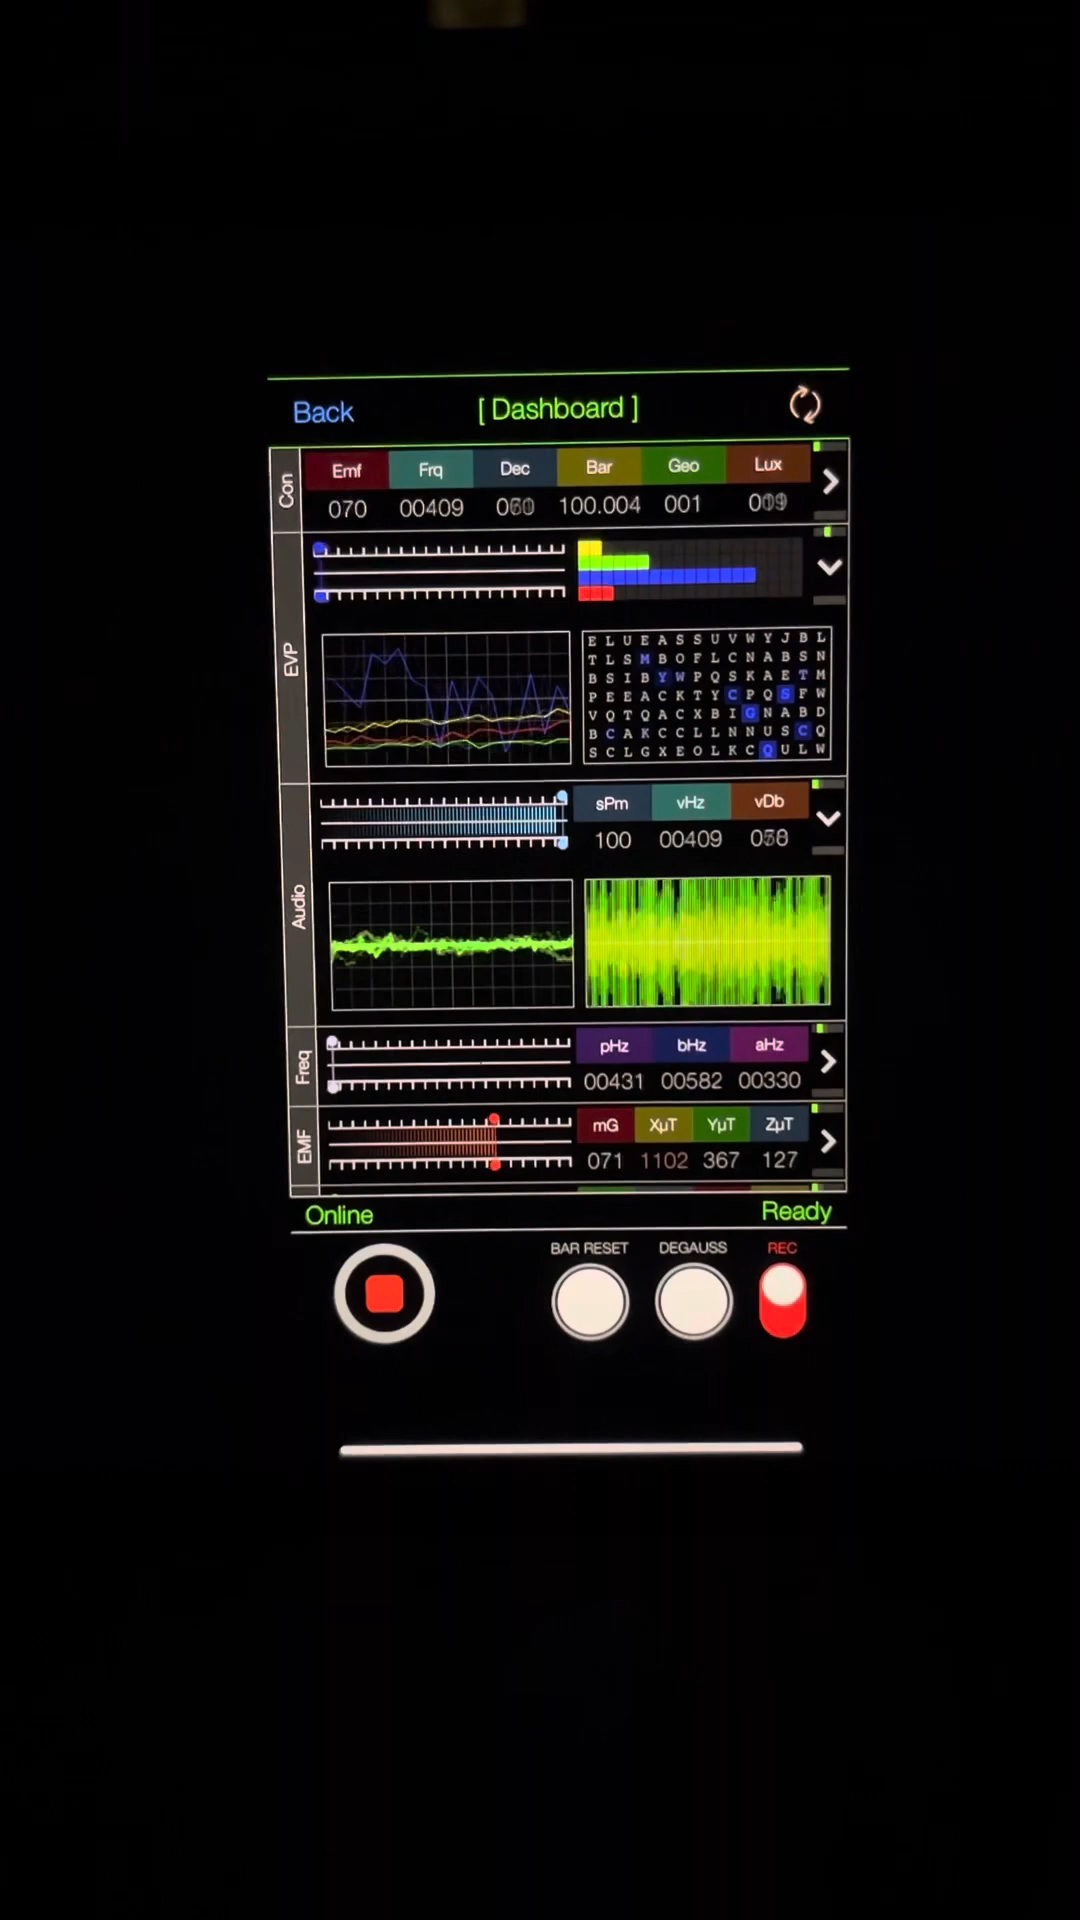 Back [ Dashboard ]
Con
Emf Frq Dec Bar Geo Lux
070 00409 100.004 001
EVP
E L U E A S S U V W Y J B L
T L S M B O F L C N A B S N
B S I B Y W P Q S K A E T M
P E E A C K T Y C P Q S F W
V Q T Q A C X B I G N A B D
B C A K C C L L N N U S C Q
S C L G X E O L K C Q U L W
Audio
sPm vHz vDb
100 00409
Freq
pHz bHz aHz
00431 00582 00330
EMF
mG XµT YµT ZµT
071 1102 367 127
Online Ready
BAR RESET DEGAUSS REC